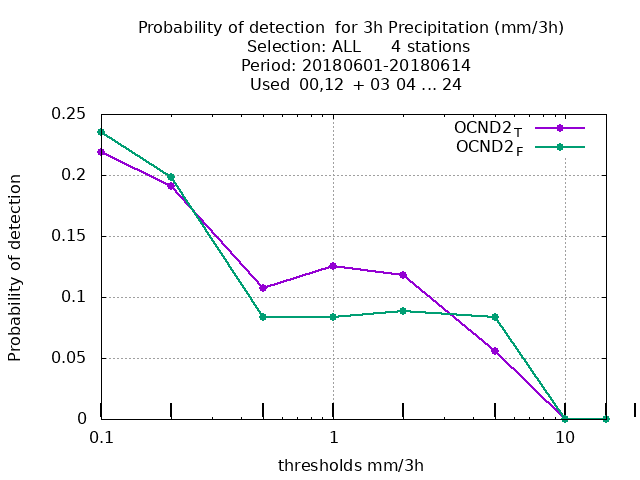 Probability of detection  for 3h Precipitation (mm/3h)
Selection: ALL      4 stations
Period: 20180601-20180614
Used  00,12  + 03 04 ... 24
0.25
0.2
0.15
0.1
0.05
0
Probability of detection
OCND2T
OCND2F
0.1
1
10
thresholds mm/3h